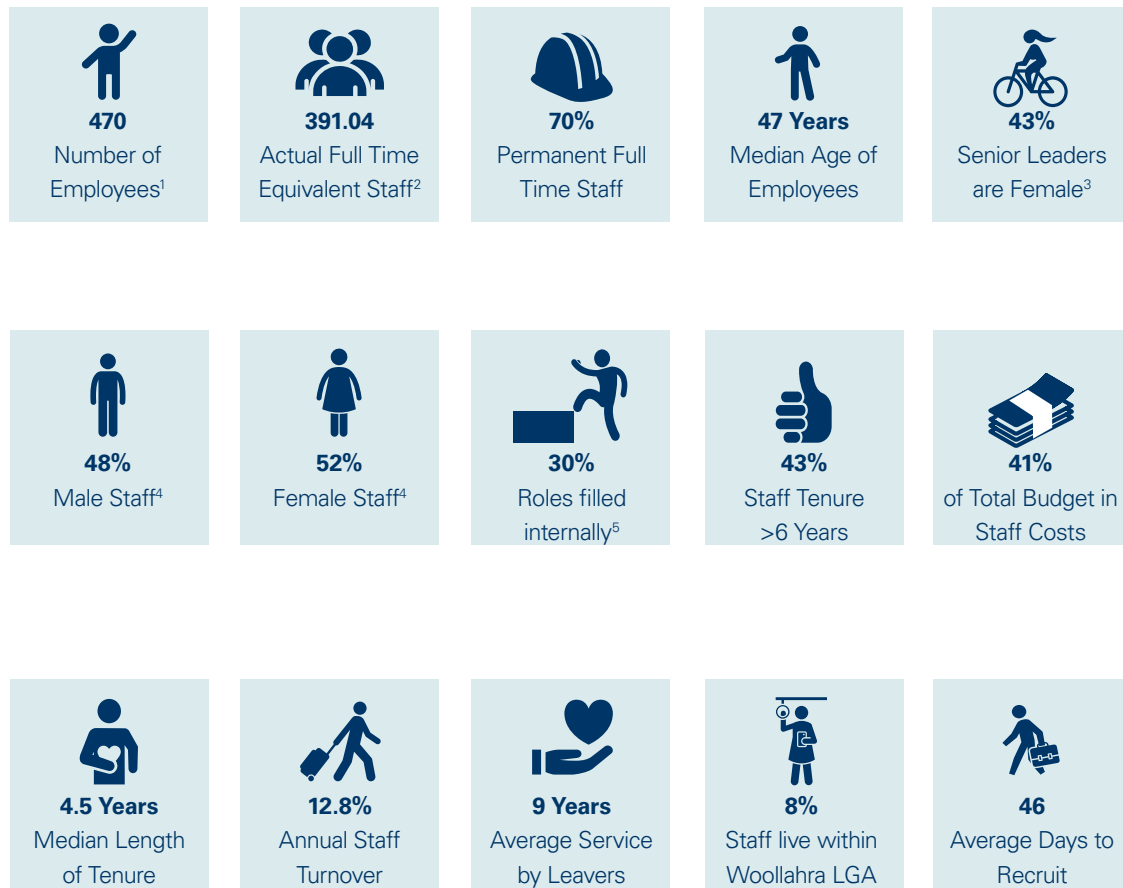 470
Number of
Employees¹
391.04
Actual Full Time
Equivalent Staff²
70%
Permanent Full
Time Staff
47 Years
Median Age of
Employees
43%
Senior Leaders
are Female³
48%
Male Staff⁴
52%
Female Staff⁴
30%
Roles filled
internally⁵
43%
Staff Tenure
>6 Years
41%
of Total Budget in
Staff Costs
4.5 Years
Median Length
of Tenure
12.8%
Annual Staff
Turnover
9 Years
Average Service
by Leavers
8%
Staff live within
Woollahra LGA
46
Average Days to
Recruit